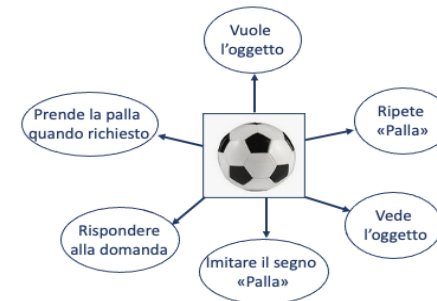 Vuole
l'oggetto
Prende la palla
quando richiesto
Ripete
«Palla»
Rispondere
alla domanda
Imitare il segno
«Palla»
Vede
l'oggetto